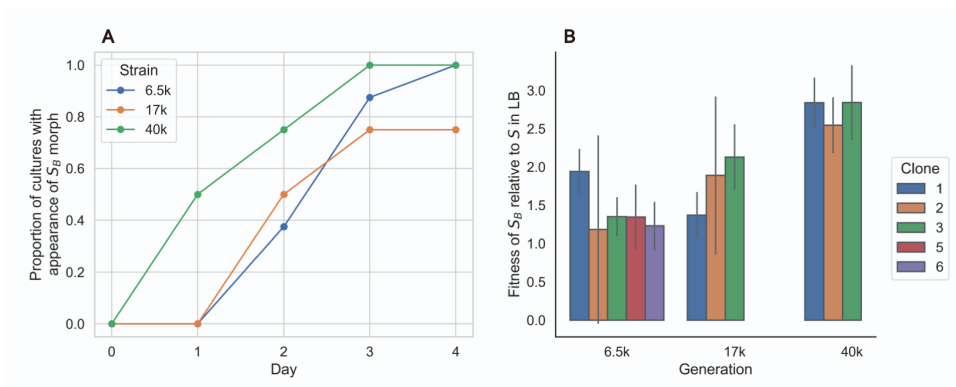 A
Proportion of cultures with
appearance of S_B morph
1.0
0.8
0.6
0.4
0.2
0.0
Strain
6.5k
17k
40k
0 1 2 3 4
Day
B
Fitness of S_B relative to S in LB
3.0
2.5
2.0
1.5
1.0
0.5
0.0
6.5k 17k 40k
Generation
Clone
1
2
3
5
6